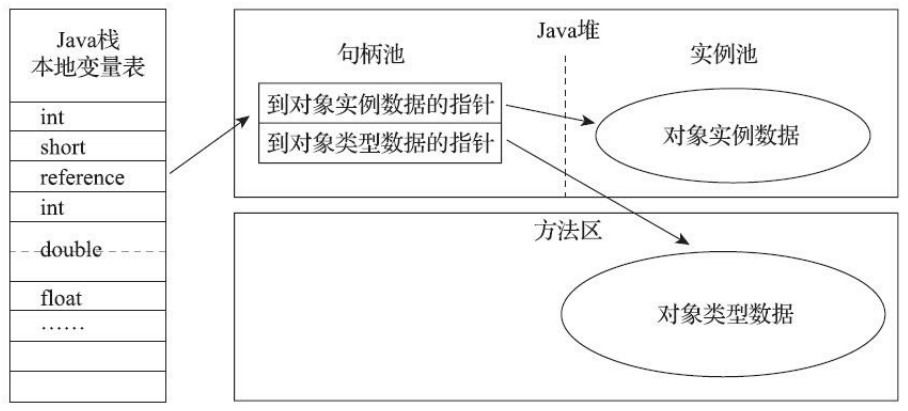 Java栈
本地变量表
int
short
reference
int
double
float
……
Java堆
句柄池
实例池
到对象实例数据的指针
到对象类型数据的指针
对象实例数据
方法区
对象类型数据